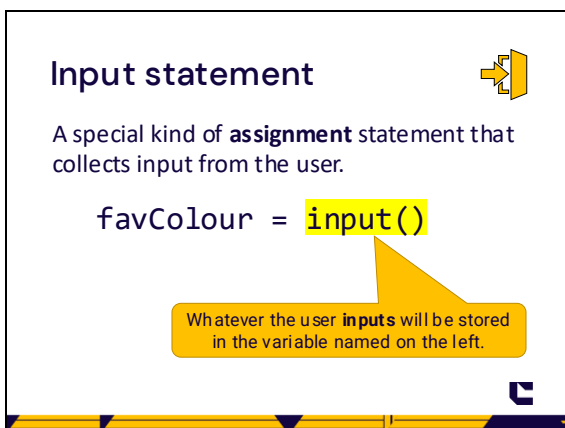 Input statement
A special kind of assignment statement that
collects input from the user.
favColour = input()
Whatever the user inputs will be stored
in the variable named on the left.